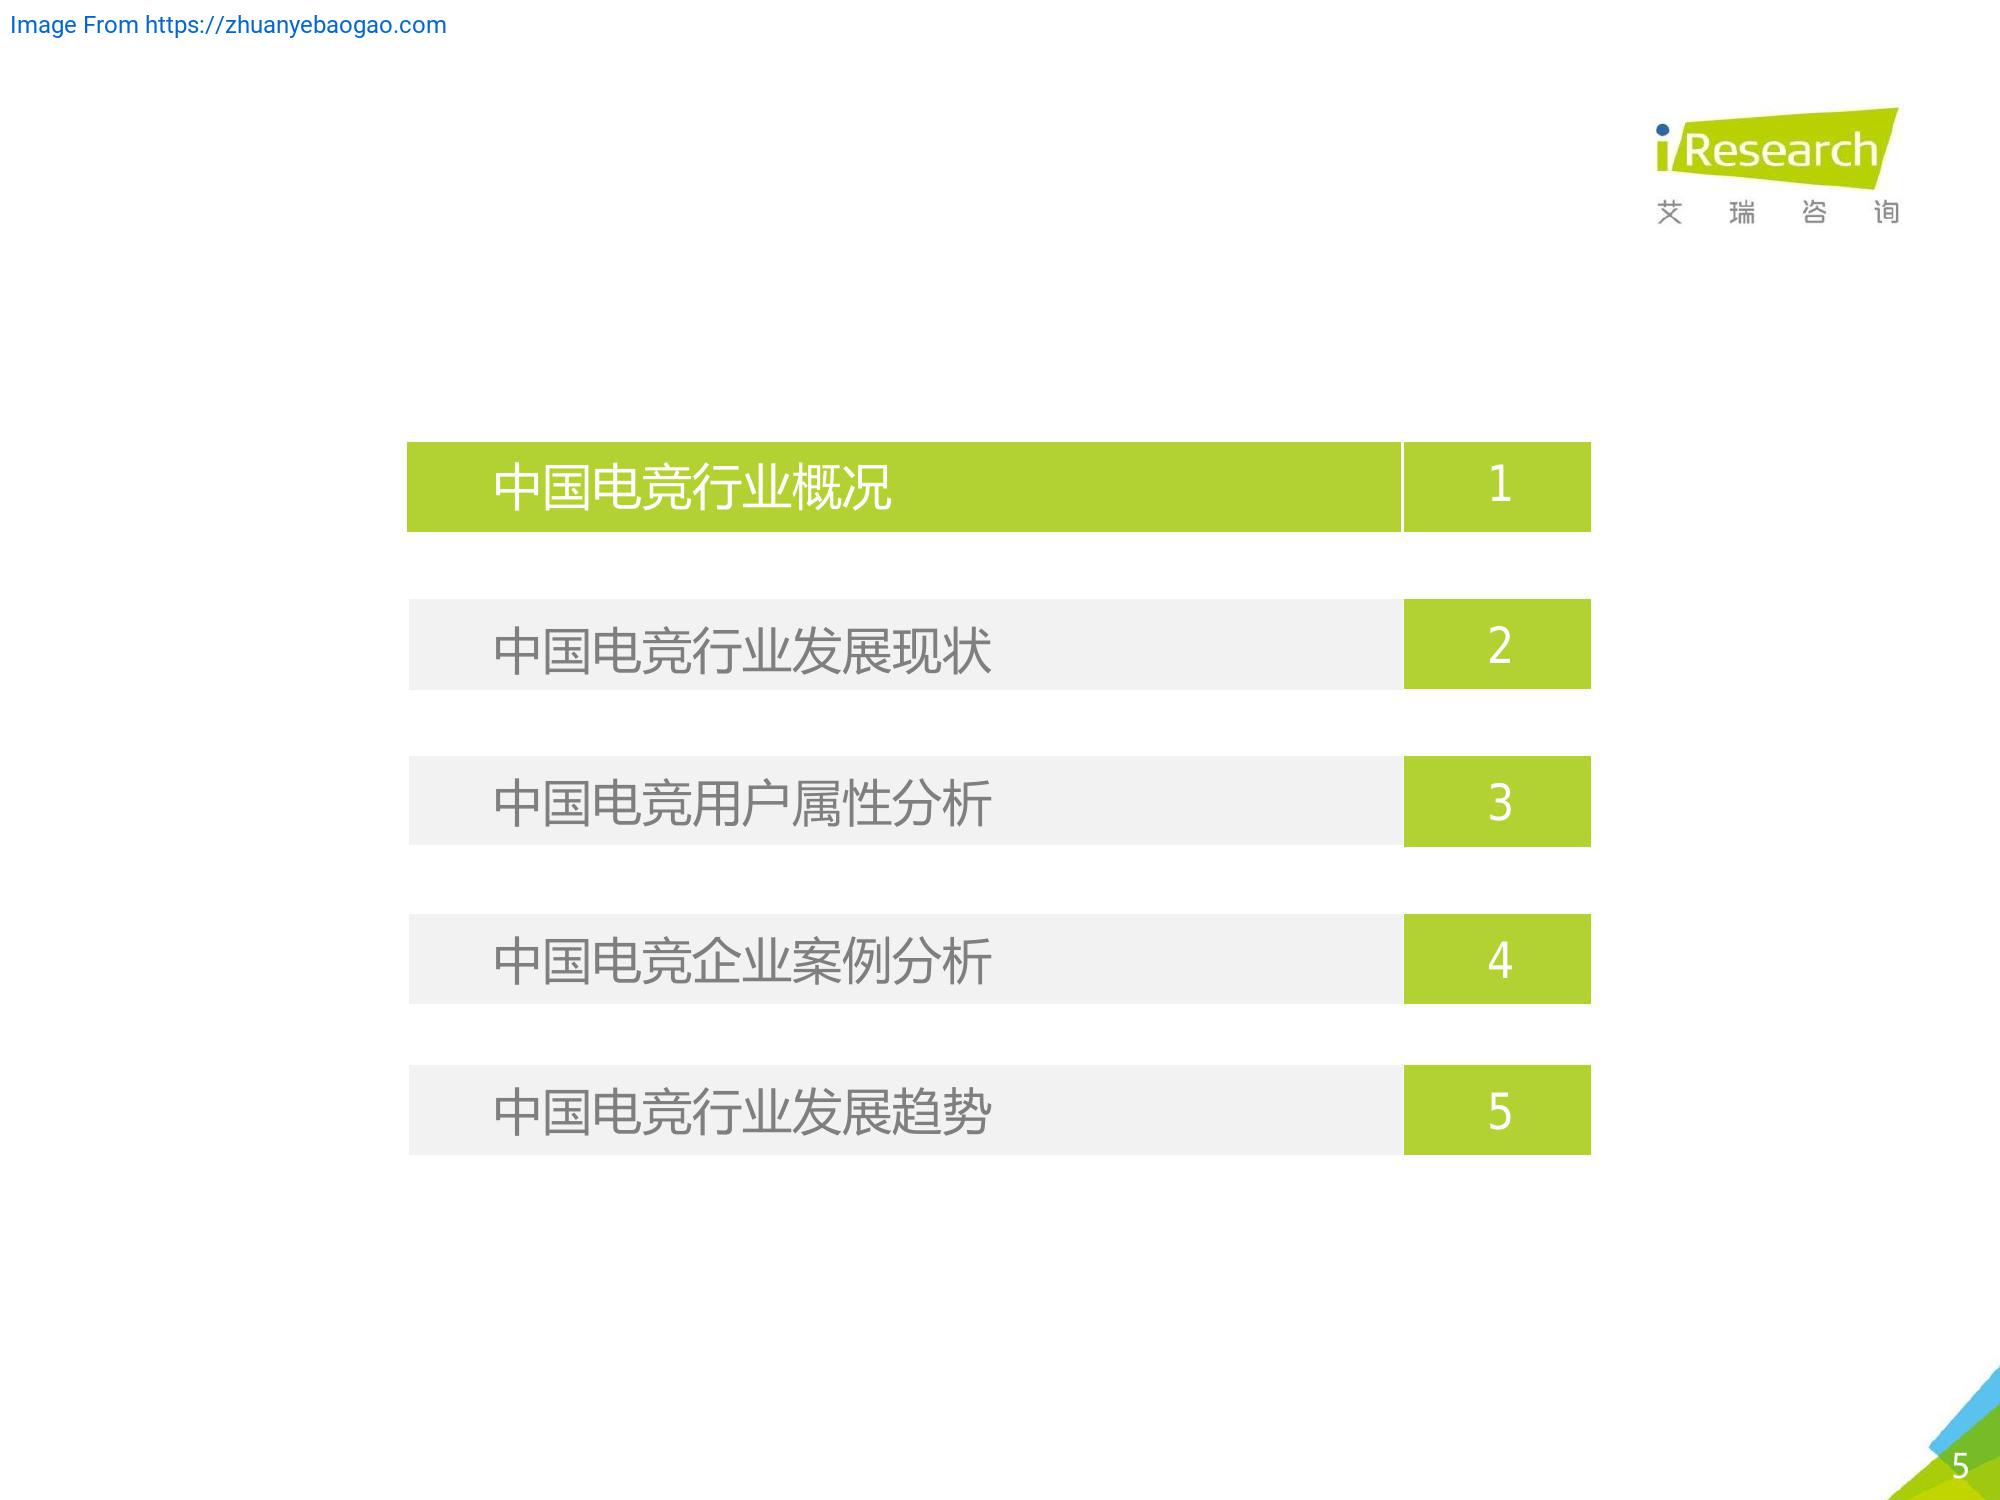 Image From https://zhuanyebaogao.com
iResearch
艾瑞咨询
中国电竞行业概况 1
中国电竞行业发展现状 2
中国电竞用户属性分析 3
中国电竞企业案例分析 4
中国电竞行业发展趋势 5
5